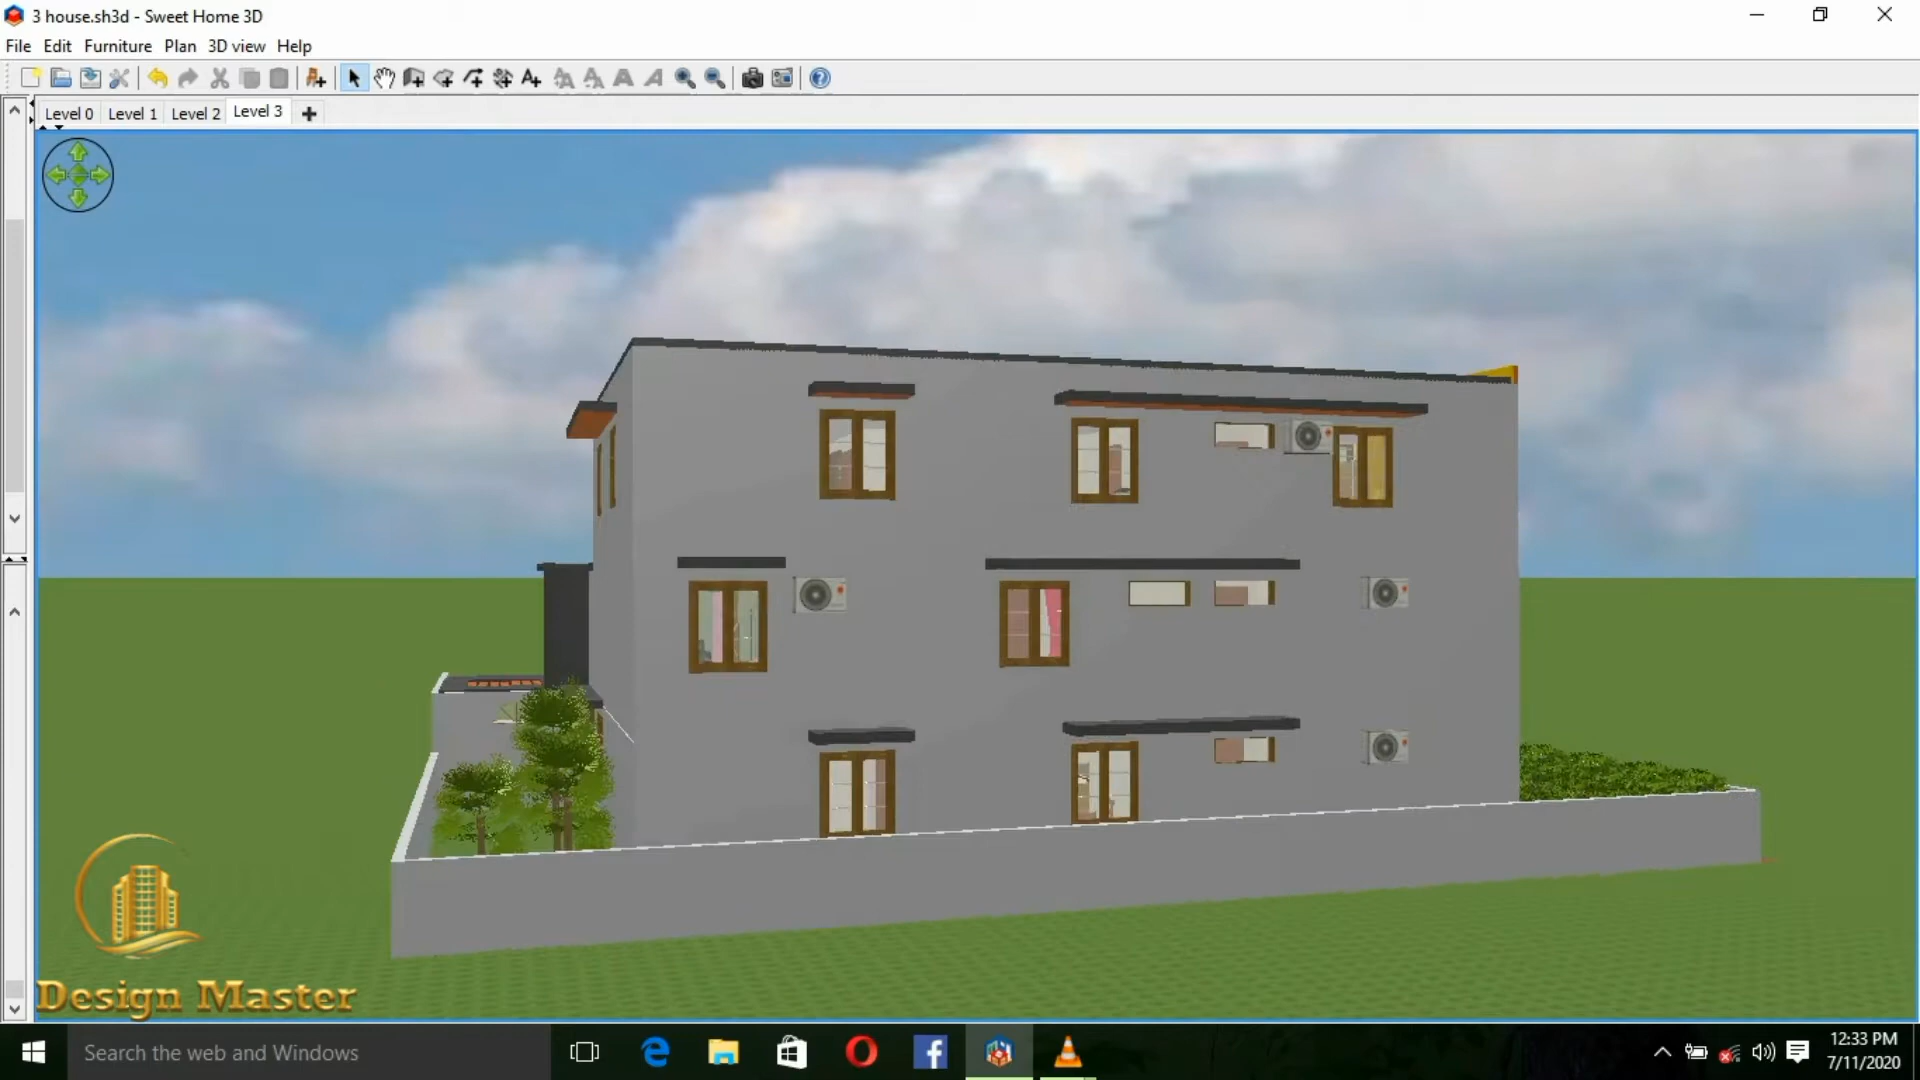 3 house.sh3d - Sweet Home 3D
File Edit Furniture Plan 3D view Help
Level 0 Level 1 Level 2 Level 3
Design Master
Search the web and Windows
12:33 PM
7/11/2020